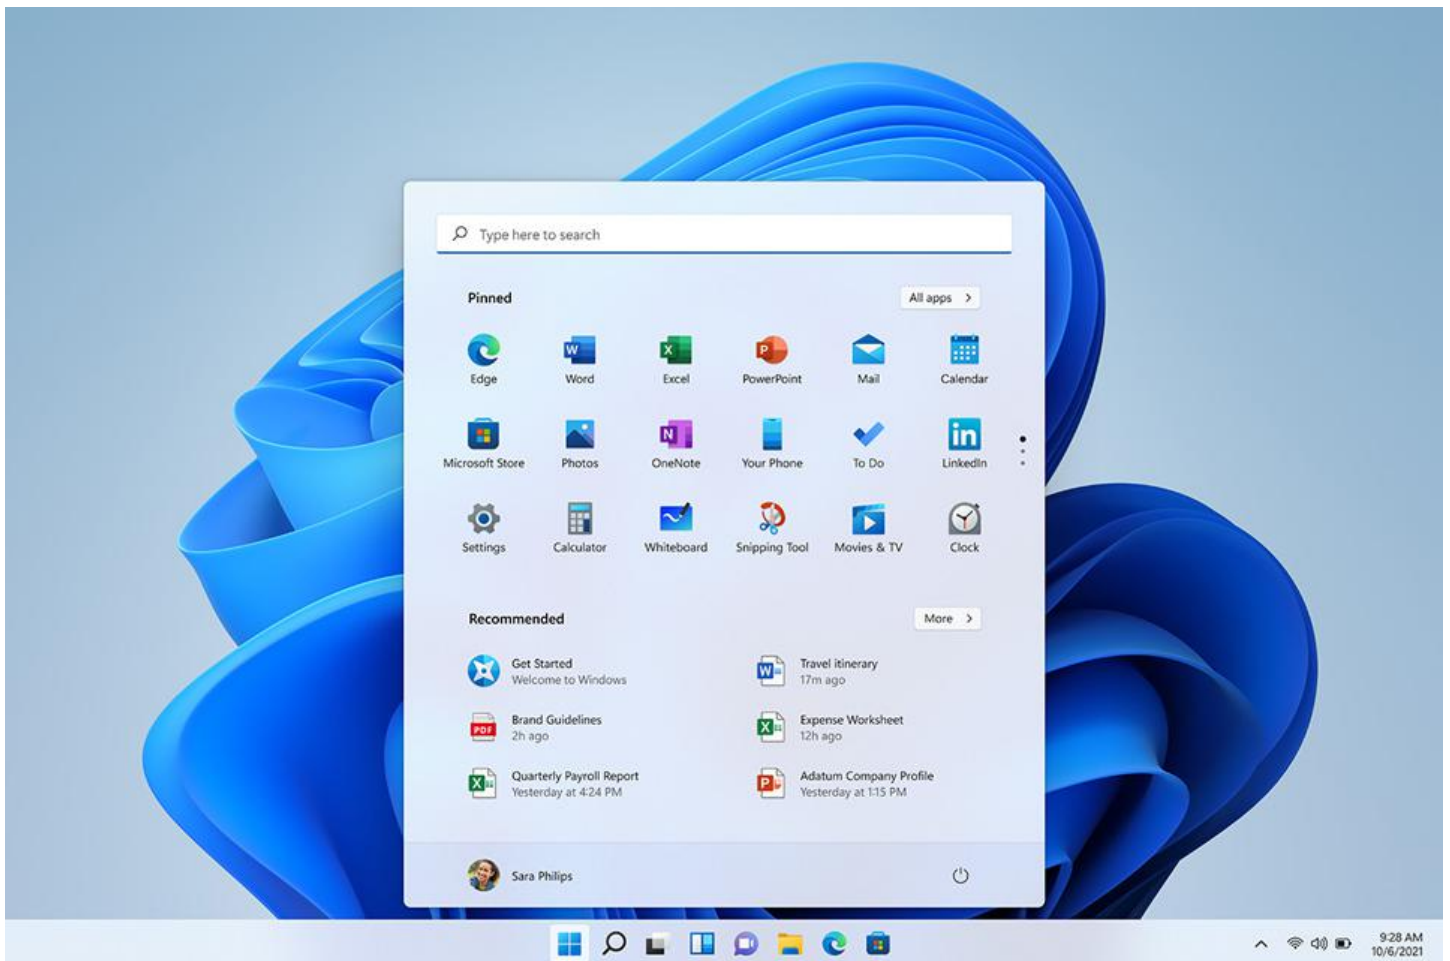 Type here to search
Pinned
All apps >
Edge
Word
Excel
PowerPoint
Mail
Calendar
Microsoft Store
Photos
OneNote
Your Phone
To Do
LinkedIn
Settings
Calculator
Whiteboard
Snipping Tool
Movies & TV
Clock
Recommended
More >
Get Started
Welcome to Windows
Travel itinerary
17m ago
Brand Guidelines
2h ago
Expense Worksheet
12h ago
Quarterly Payroll Report
Yesterday at 4:24 PM
Adatum Company Profile
Yesterday at 1:15 PM
Sara Philips
9:28 AM
10/6/2021